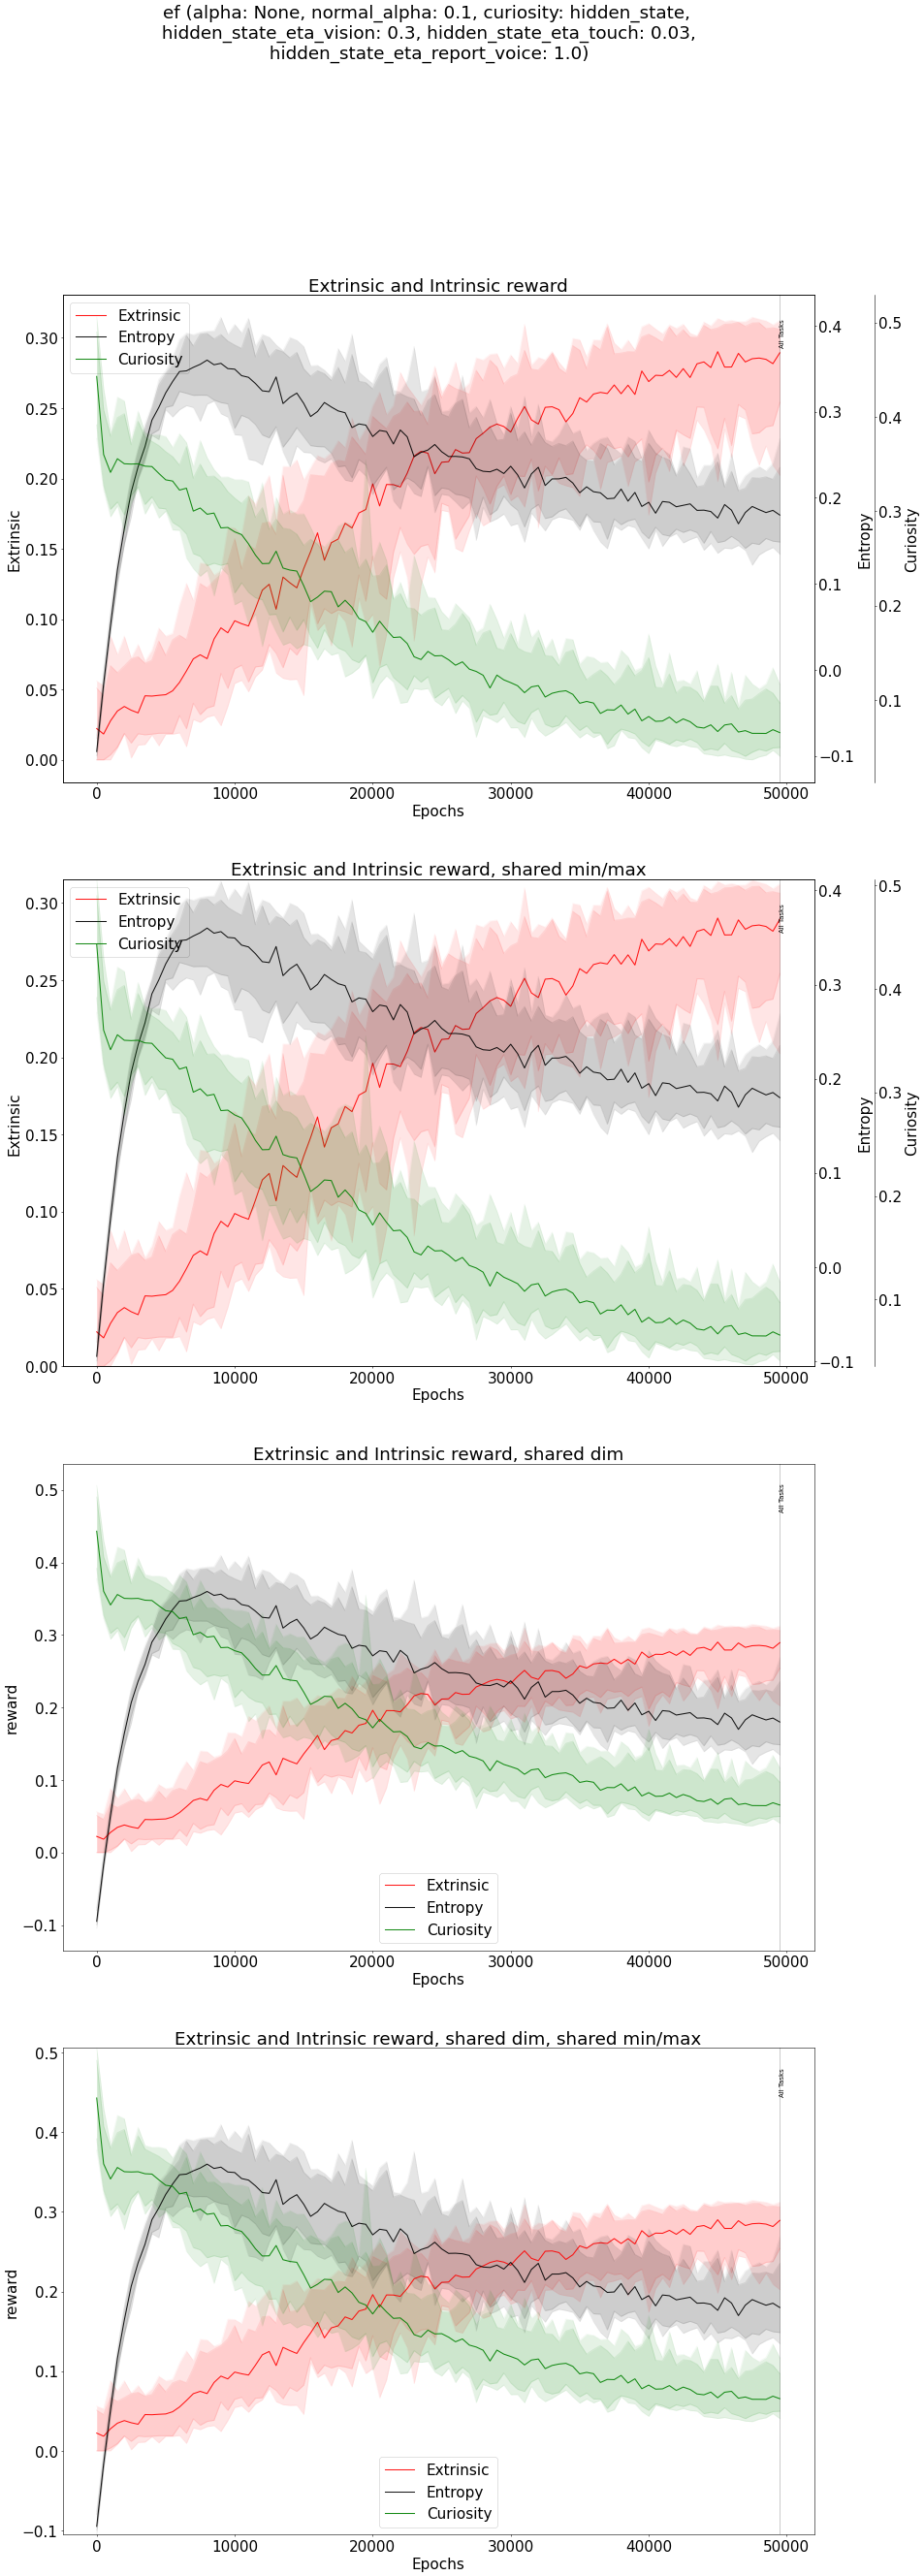 ef (alpha: None, normal_alpha: 0.1, curiosity: hidden_state,
hidden_state_eta_vision: 0.3, hidden_state_eta_touch: 0.03,
hidden_state_eta_report_voice: 1.0)
Extrinsic and Intrinsic reward
Extrinsic
Entropy
Curiosity
All Tasks
0.30
0.25
0.20
0.15
0.10
0.05
0.00
Extrinsic
0.4
0.3
0.2
0.1
0.0
−0.1
Entropy
0.5
0.4
0.3
0.2
0.1
Curiosity
0 10000 20000 30000 40000 50000
Epochs
Extrinsic and Intrinsic reward, shared min/max
Extrinsic
Entropy
Curiosity
All Tasks
0.30
0.25
0.20
0.15
0.10
0.05
0.00
Extrinsic
0.4
0.3
0.2
0.1
0.0
−0.1
Entropy
0.5
0.4
0.3
0.2
0.1
Curiosity
0 10000 20000 30000 40000 50000
Epochs
Extrinsic and Intrinsic reward, shared dim
All Tasks
0.5
0.4
0.3
0.2
0.1
0.0
−0.1
reward
Extrinsic
Entropy
Curiosity
0 10000 20000 30000 40000 50000
Epochs
Extrinsic and Intrinsic reward, shared dim, shared min/max
All Tasks
0.5
0.4
0.3
0.2
0.1
0.0
−0.1
reward
Extrinsic
Entropy
Curiosity
0 10000 20000 30000 40000 50000
Epochs